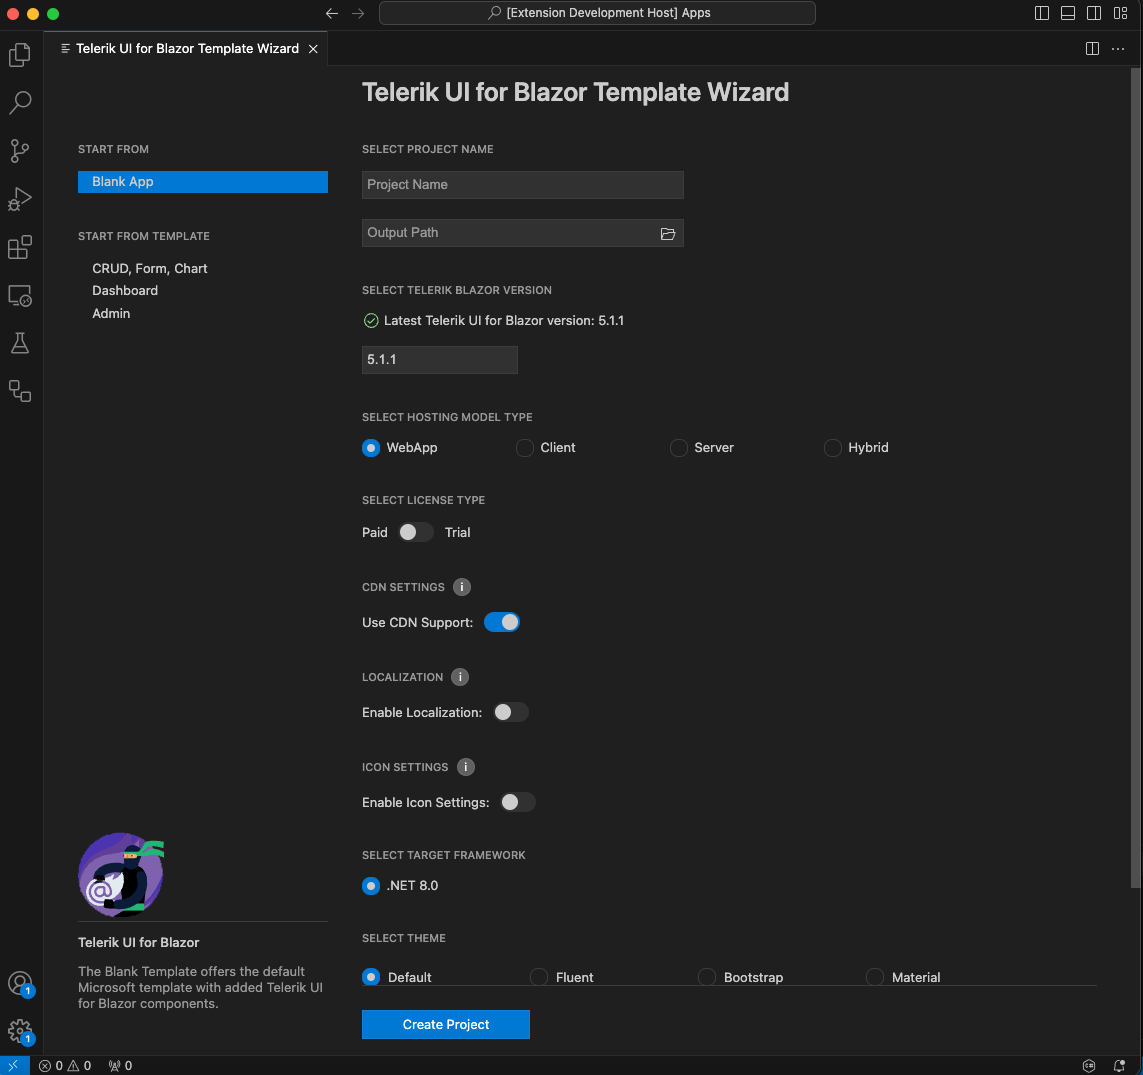 [Extension Development Host] Apps
Telerik UI for Blazor Template Wizard
Telerik UI for Blazor Template Wizard
START FROM
Blank App
START FROM TEMPLATE
CRUD, Form, Chart
Dashboard
Admin
SELECT PROJECT NAME
Project Name
Output Path
SELECT TELERIK BLAZOR VERSION
Latest Telerik UI for Blazor version: 5.1.1
5.1.1
SELECT HOSTING MODEL TYPE
WebApp Client Server Hybrid
SELECT LICENSE TYPE
Paid Trial
CDN SETTINGS i
Use CDN Support:
LOCALIZATION i
Enable Localization:
ICON SETTINGS i
Enable Icon Settings:
SELECT TARGET FRAMEWORK
.NET 8.0
SELECT THEME
Default Fluent Bootstrap Material
Create Project
@
Telerik UI for Blazor
The Blank Template offers the default
Microsoft template with added Telerik UI
for Blazor components.
1
1
0 0 0